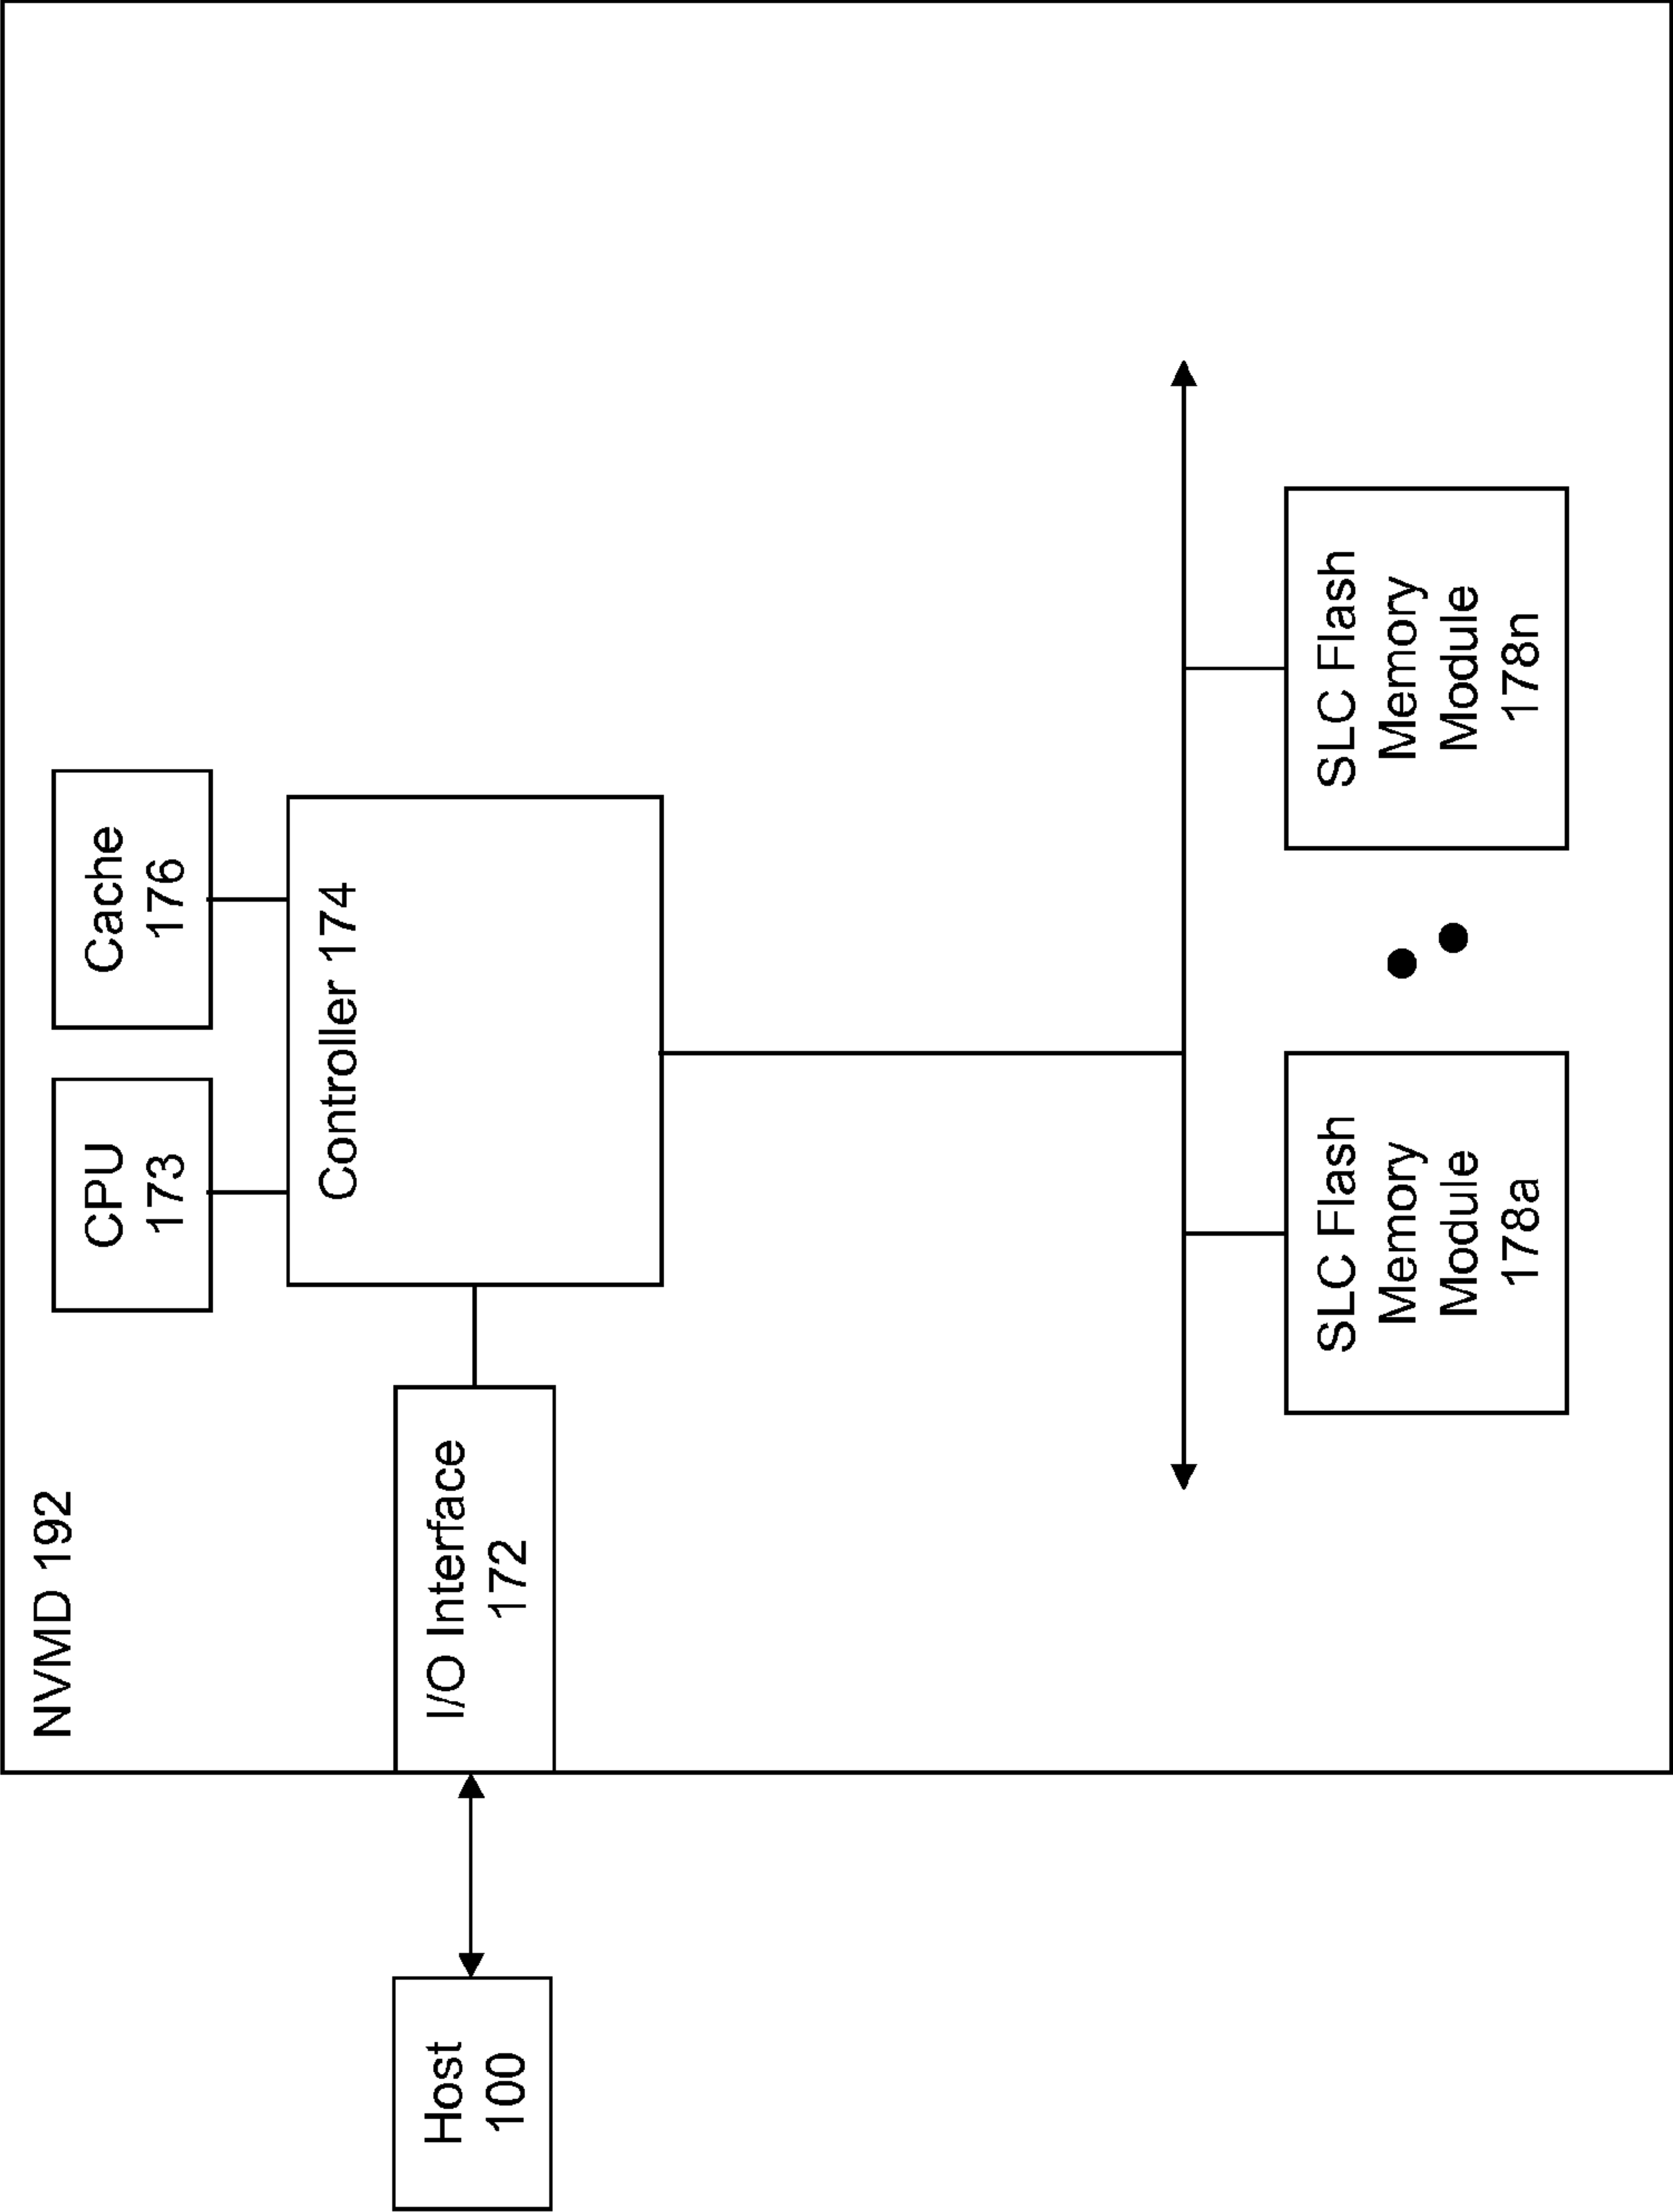 NVMD 192
CPU
173
Cache
176
Controller 174
Host
100
I/O Interface
172
SLC Flash
Memory
Module
178a
SLC Flash
Memory
Module
178n